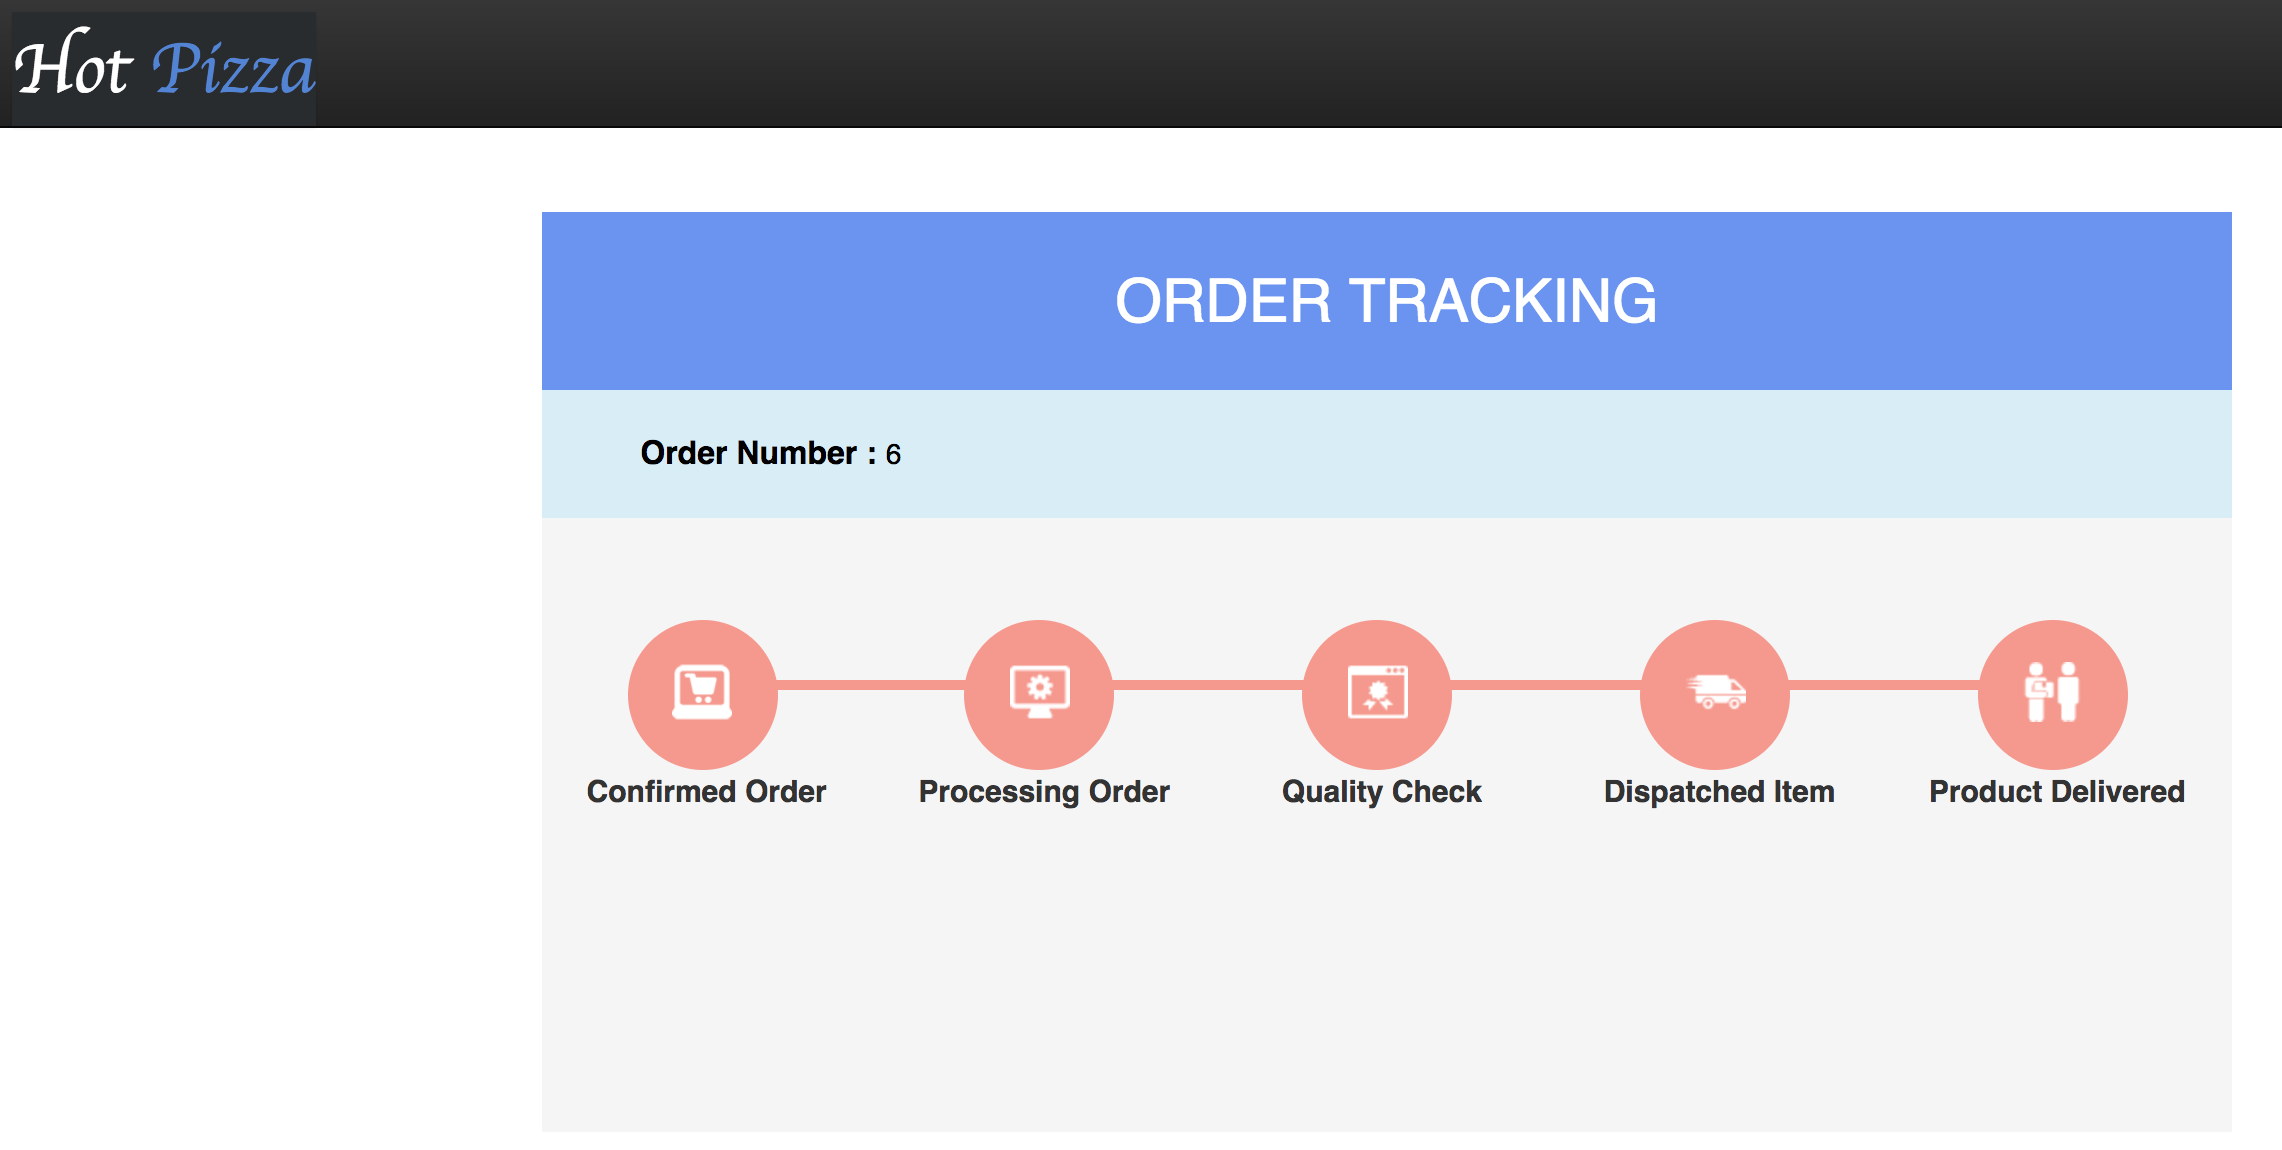 Hot Pizza
ORDER TRACKING
Order Number : 6
Confirmed Order
Processing Order
Quality Check
Dispatched Item
Product Delivered